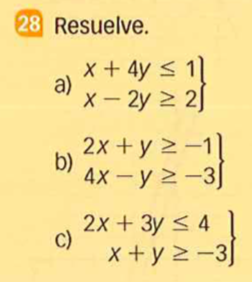 28 Resuelve.
a) x + 4y ≤ 1
x − 2y ≥ 2}
b) 2x + y ≥ −1
4x − y ≥ −3}
c) 2x + 3y ≤ 4
x + y ≥ −3}